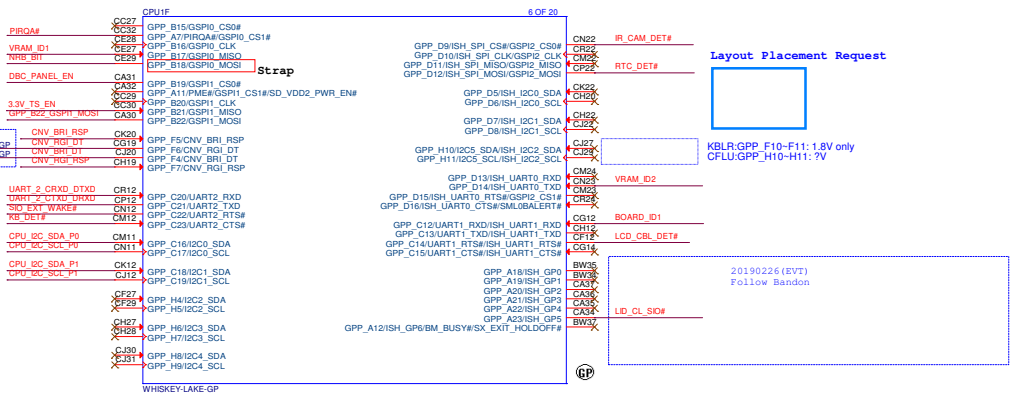 CPU1F 6 OF 20
CC27 GPP_B15/GSPI0_CS0#
PIRQA# CC32 GPP_A7/PIRQA#/GSPI0_CS1#
CE28 GPP_B16/GSPI0_CLK
VRAM_ID1 CE27 GPP_B17/GSPI0_MISO
NRB_BIT CE29 GPP_B18/GSPI0_MOSI
Strap
DBC_PANEL_EN CA31 GPP_B19/GSPI1_CS0#
CA32 GPP_A11/PME#/GSPI1_CS1#/SD_VDD2_PWR_EN#
CC29 GPP_B20/GSPI1_CLK
3.3V_TS_EN CC30 GPP_B21/GSPI1_MISO
GPP_B22_GSPI1_MOSI CA30 GPP_B22/GSPI1_MOSI
CNV_BRI_RSP CK20 GPP_F5/CNV_BRI_RSP
GP CNV_RGI_DT CG19 GPP_F6/CNV_RGI_DT
GP CNV_BRI_DT CJ20 GPP_F4/CNV_BRI_DT
CNV_RGI_RSP CH19 GPP_F7/CNV_RGI_RSP
UART_2_CRXD_DTXD CR12 GPP_C20/UART2_RXD
UART_2_CTXD_DRXD CP12 GPP_C21/UART2_TXD
SIO_EXT_WAKE# CN12 GPP_C22/UART2_RTS#
KB_DET# CM12 GPP_C23/UART2_CTS#
CPU_I2C_SDA_P0 CM11 GPP_C16/I2C0_SDA
CPU_I2C_SCL_P0 CN11 GPP_C17/I2C0_SCL
CPU_I2C_SDA_P1 CK12 GPP_C18/I2C1_SDA
CPU_I2C_SCL_P1 CJ12 GPP_C19/I2C1_SCL
CF27 GPP_H4/I2C2_SDA
CF29 GPP_H5/I2C2_SCL
CH27 GPP_H6/I2C3_SDA
CH28 GPP_H7/I2C3_SCL
CJ30 GPP_H8/I2C4_SDA
CJ31 GPP_H9/I2C4_SCL
WHISKEY-LAKE-GP
GPP_D9/ISH_SPI_CS#/GSPI2_CS0# CN22 IR_CAM_DET#
GPP_D10/ISH_SPI_CLK/GSPI2_CLK CR22
GPP_D11/ISH_SPI_MISO/GSPI2_MISO CM22
GPP_D12/ISH_SPI_MOSI/GSPI2_MOSI CP22 RTC_DET#
GPP_D5/ISH_I2C0_SDA CK22
GPP_D6/ISH_I2C0_SCL CH20
GPP_D7/ISH_I2C1_SDA CH22
GPP_D8/ISH_I2C1_SCL CJ22
GPP_H10/I2C5_SDA/ISH_I2C2_SDA CJ27
GPP_H11/I2C5_SCL/ISH_I2C2_SCL CJ29
GPP_D13/ISH_UART0_RXD CM24
GPP_D14/ISH_UART0_TXD CN23 VRAM_ID2
GPP_D15/ISH_UART0_RTS#/GSPI2_CS1# CM23
GPP_D16/ISH_UART0_CTS#/SML0BALERT# CR24
GPP_C12/UART1_RXD/ISH_UART1_RXD CG12 BOARD_ID1
GPP_C13/UART1_TXD/ISH_UART1_TXD CH12
GPP_C14/UART1_RTS#/ISH_UART1_RTS# CF12 LCD_CBL_DET#
GPP_C15/UART1_CTS#/ISH_UART1_CTS# CG14
GPP_A18/ISH_GP0 BW35
GPP_A19/ISH_GP1 BW38
GPP_A20/ISH_GP2 CA37
GPP_A21/ISH_GP3 CA36
GPP_A22/ISH_GP4 CA35
GPP_A23/ISH_GP5 CA34 LID_CL_SIO#
GPP_A12/ISH_GP6/BM_BUSY#/SX_EXIT_HOLDOFF# BW37
GP
Layout Placement Request
KBLR:GPP_F10~F11: 1.8V only
CFLU:GPP_H10~H11: ?V
20190226(EVT)
Follow Bandon